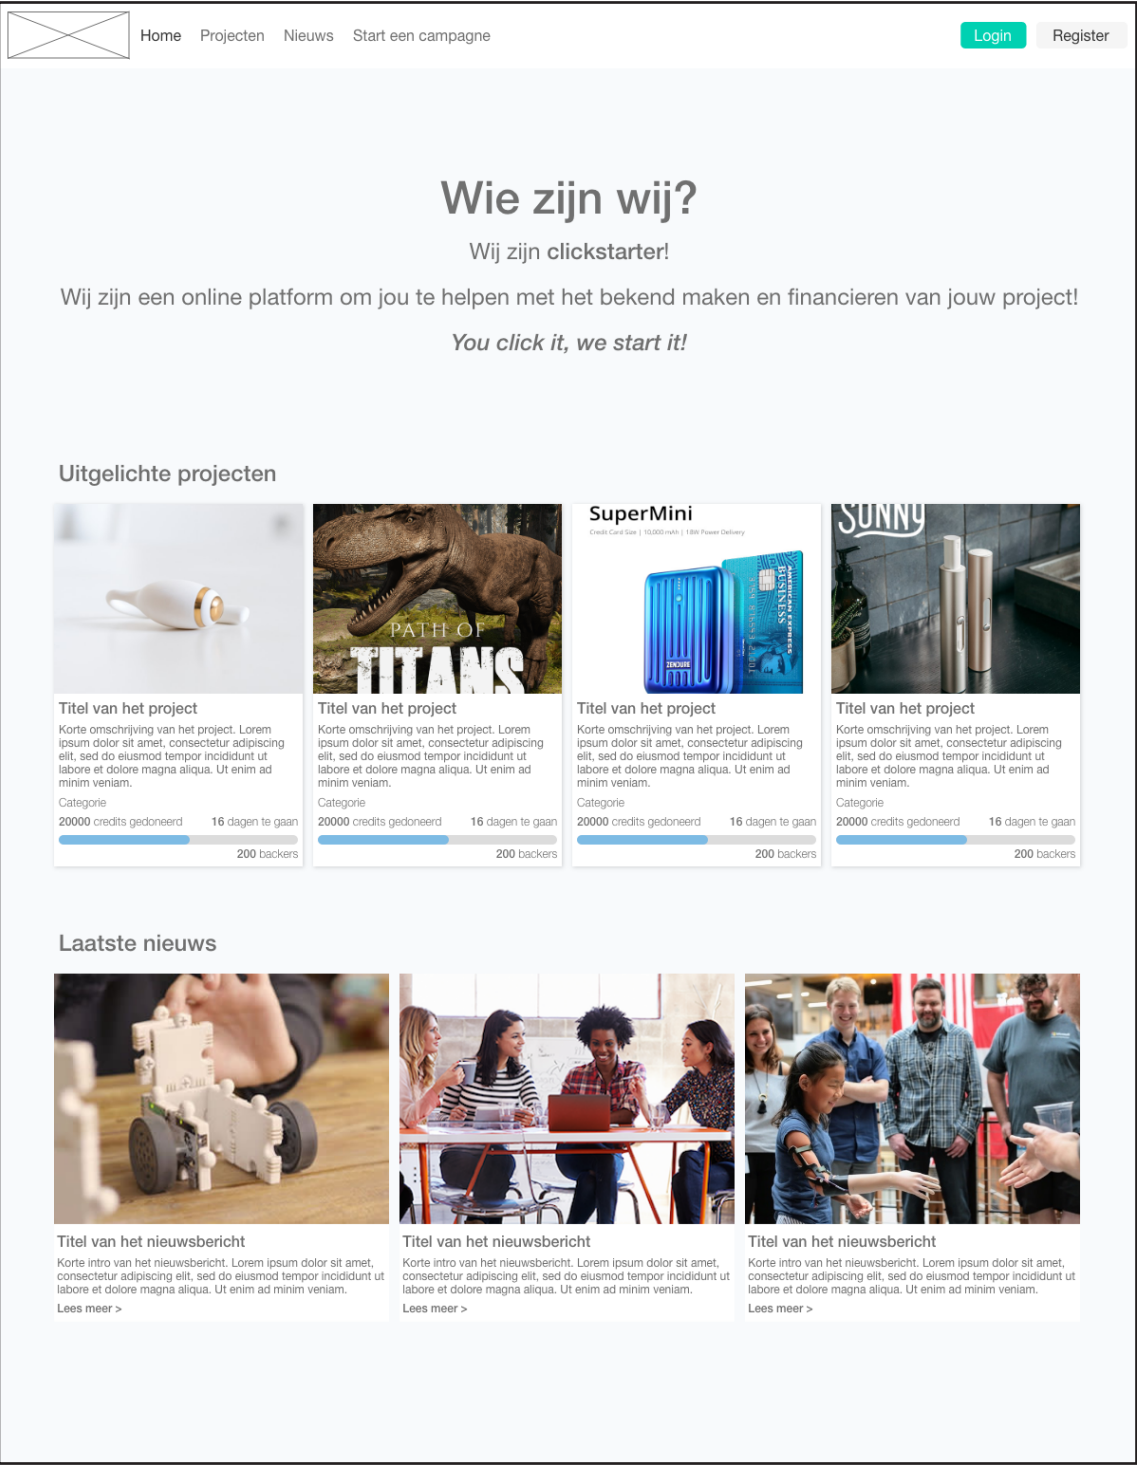 Home Projecten Nieuws Start een campagne Login Register
Wie zijn wij?
Wij zijn clickstarter!
Wij zijn een online platform om jou te helpen met het bekend maken en financieren van jouw project!
You click it, we start it!
Uitgelichte projecten
PATH OF
TITANS
SuperMini
Credit Card Size | 10,000 mAh | 18W Power Delivery
AMERICAN EXPRESS
BUSINESS
ZENDURE
SUNNY
Titel van het project
Korte omschrijving van het project. Lorem
ipsum dolor sit amet, consectetur adipiscing
elit, sed do eiusmod tempor incididunt ut
labore et dolore magna aliqua. Ut enim ad
minim veniam.
Categorie
20000 credits gedoneerd 16 dagen te gaan
200 backers
Titel van het project
Korte omschrijving van het project. Lorem
ipsum dolor sit amet, consectetur adipiscing
elit, sed do eiusmod tempor incididunt ut
labore et dolore magna aliqua. Ut enim ad
minim veniam.
Categorie
20000 credits gedoneerd 16 dagen te gaan
200 backers
Titel van het project
Korte omschrijving van het project. Lorem
ipsum dolor sit amet, consectetur adipiscing
elit, sed do eiusmod tempor incididunt ut
labore et dolore magna aliqua. Ut enim ad
minim veniam.
Categorie
20000 credits gedoneerd 16 dagen te gaan
200 backers
Titel van het project
Korte omschrijving van het project. Lorem
ipsum dolor sit amet, consectetur adipiscing
elit, sed do eiusmod tempor incididunt ut
labore et dolore magna aliqua. Ut enim ad
minim veniam.
Categorie
20000 credits gedoneerd 16 dagen te gaan
200 backers
Laatste nieuws
Titel van het nieuwsbericht
Korte intro van het nieuwsbericht. Lorem ipsum dolor sit amet,
consectetur adipiscing elit, sed do eiusmod tempor incididunt ut
labore et dolore magna aliqua. Ut enim ad minim veniam.
Lees meer >
Titel van het nieuwsbericht
Korte intro van het nieuwsbericht. Lorem ipsum dolor sit amet,
consectetur adipiscing elit, sed do eiusmod tempor incididunt ut
labore et dolore magna aliqua. Ut enim ad minim veniam.
Lees meer >
Titel van het nieuwsbericht
Korte intro van het nieuwsbericht. Lorem ipsum dolor sit amet,
consectetur adipiscing elit, sed do eiusmod tempor incididunt ut
labore et dolore magna aliqua. Ut enim ad minim veniam.
Lees meer >